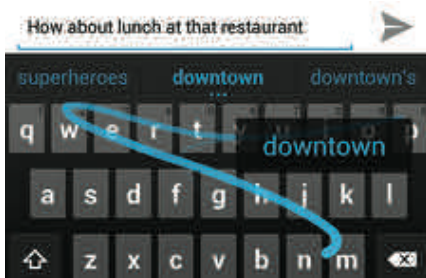 How about lunch at that restaurant
superheroes downtown downtown's
q w e r t y u o p
downtown
a s d f g h j k l
z x c v b n m